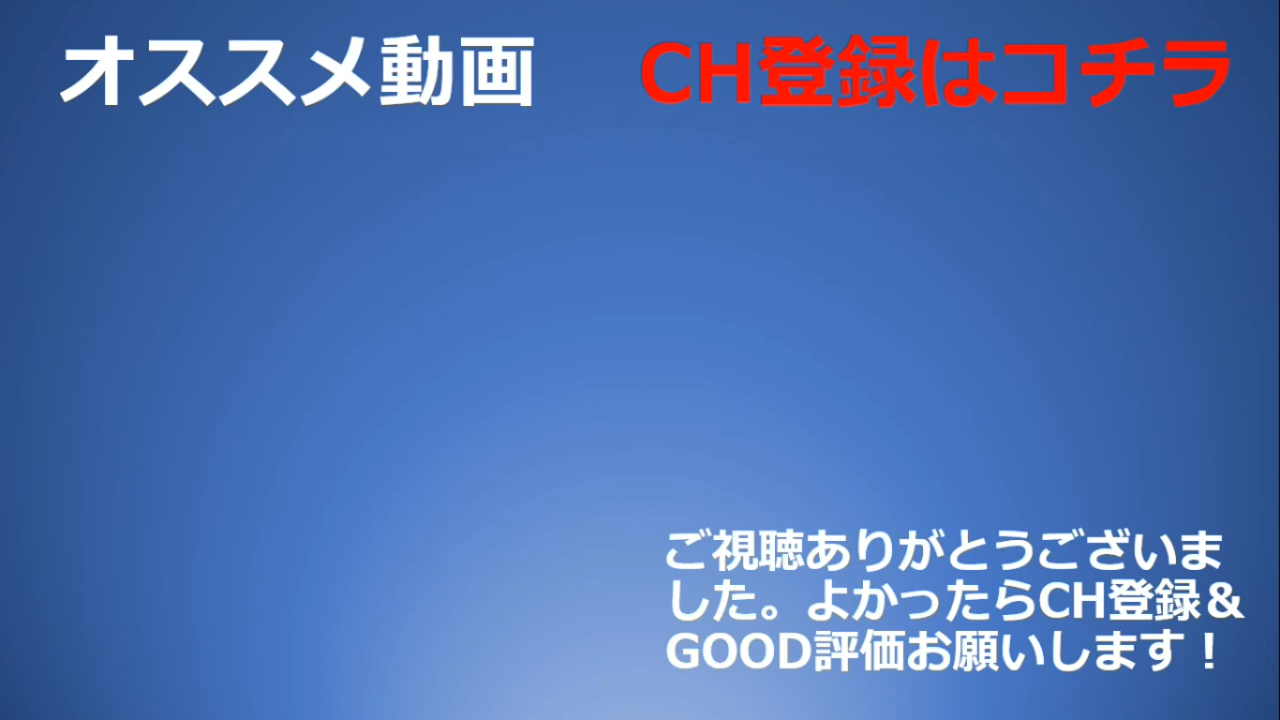 オススメ動画
CH登録はコチラ
ご視聴ありがとうございま
した。よかったらCH登録＆
GOOD評価お願いします！